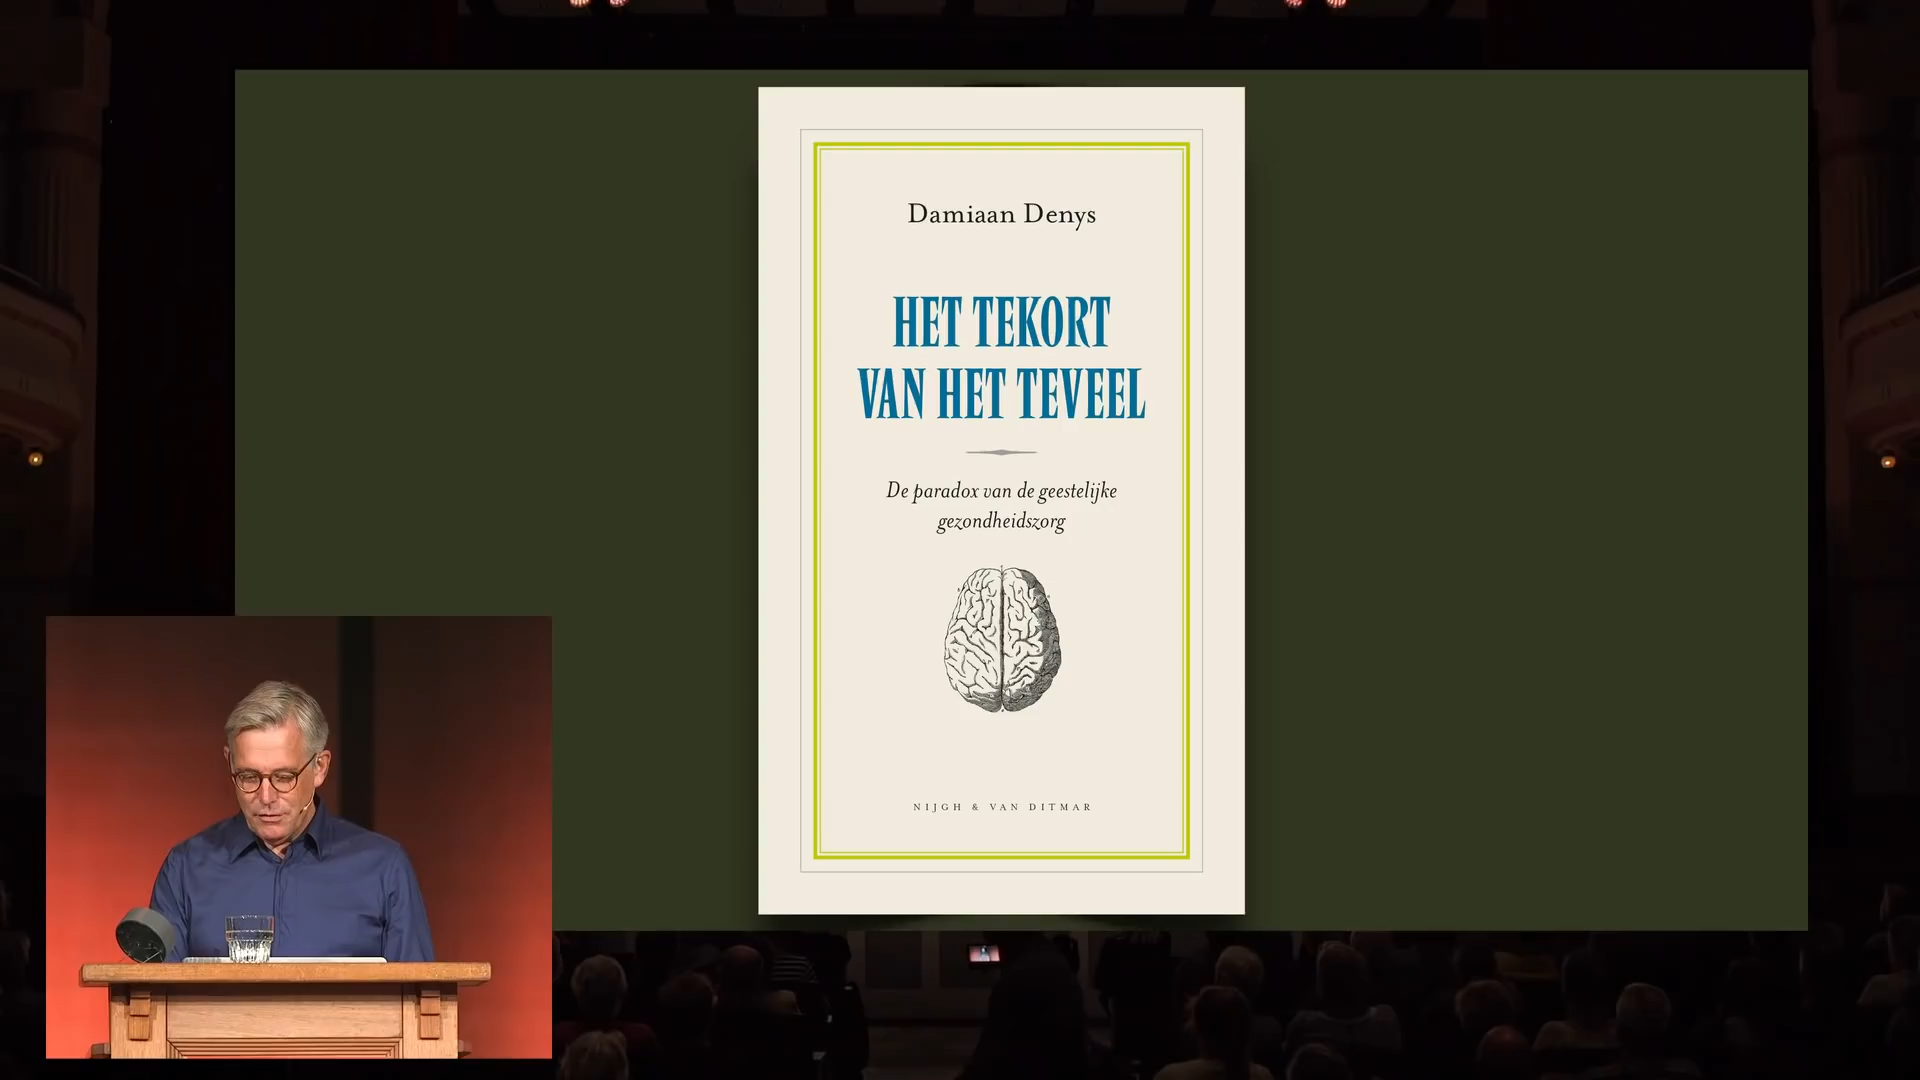 Damiaan Denys
HET TEKORT
VAN HET TEVEEL
De paradox van de geestelijke
gezondheidszorg
NIJGH & VAN DITMAR